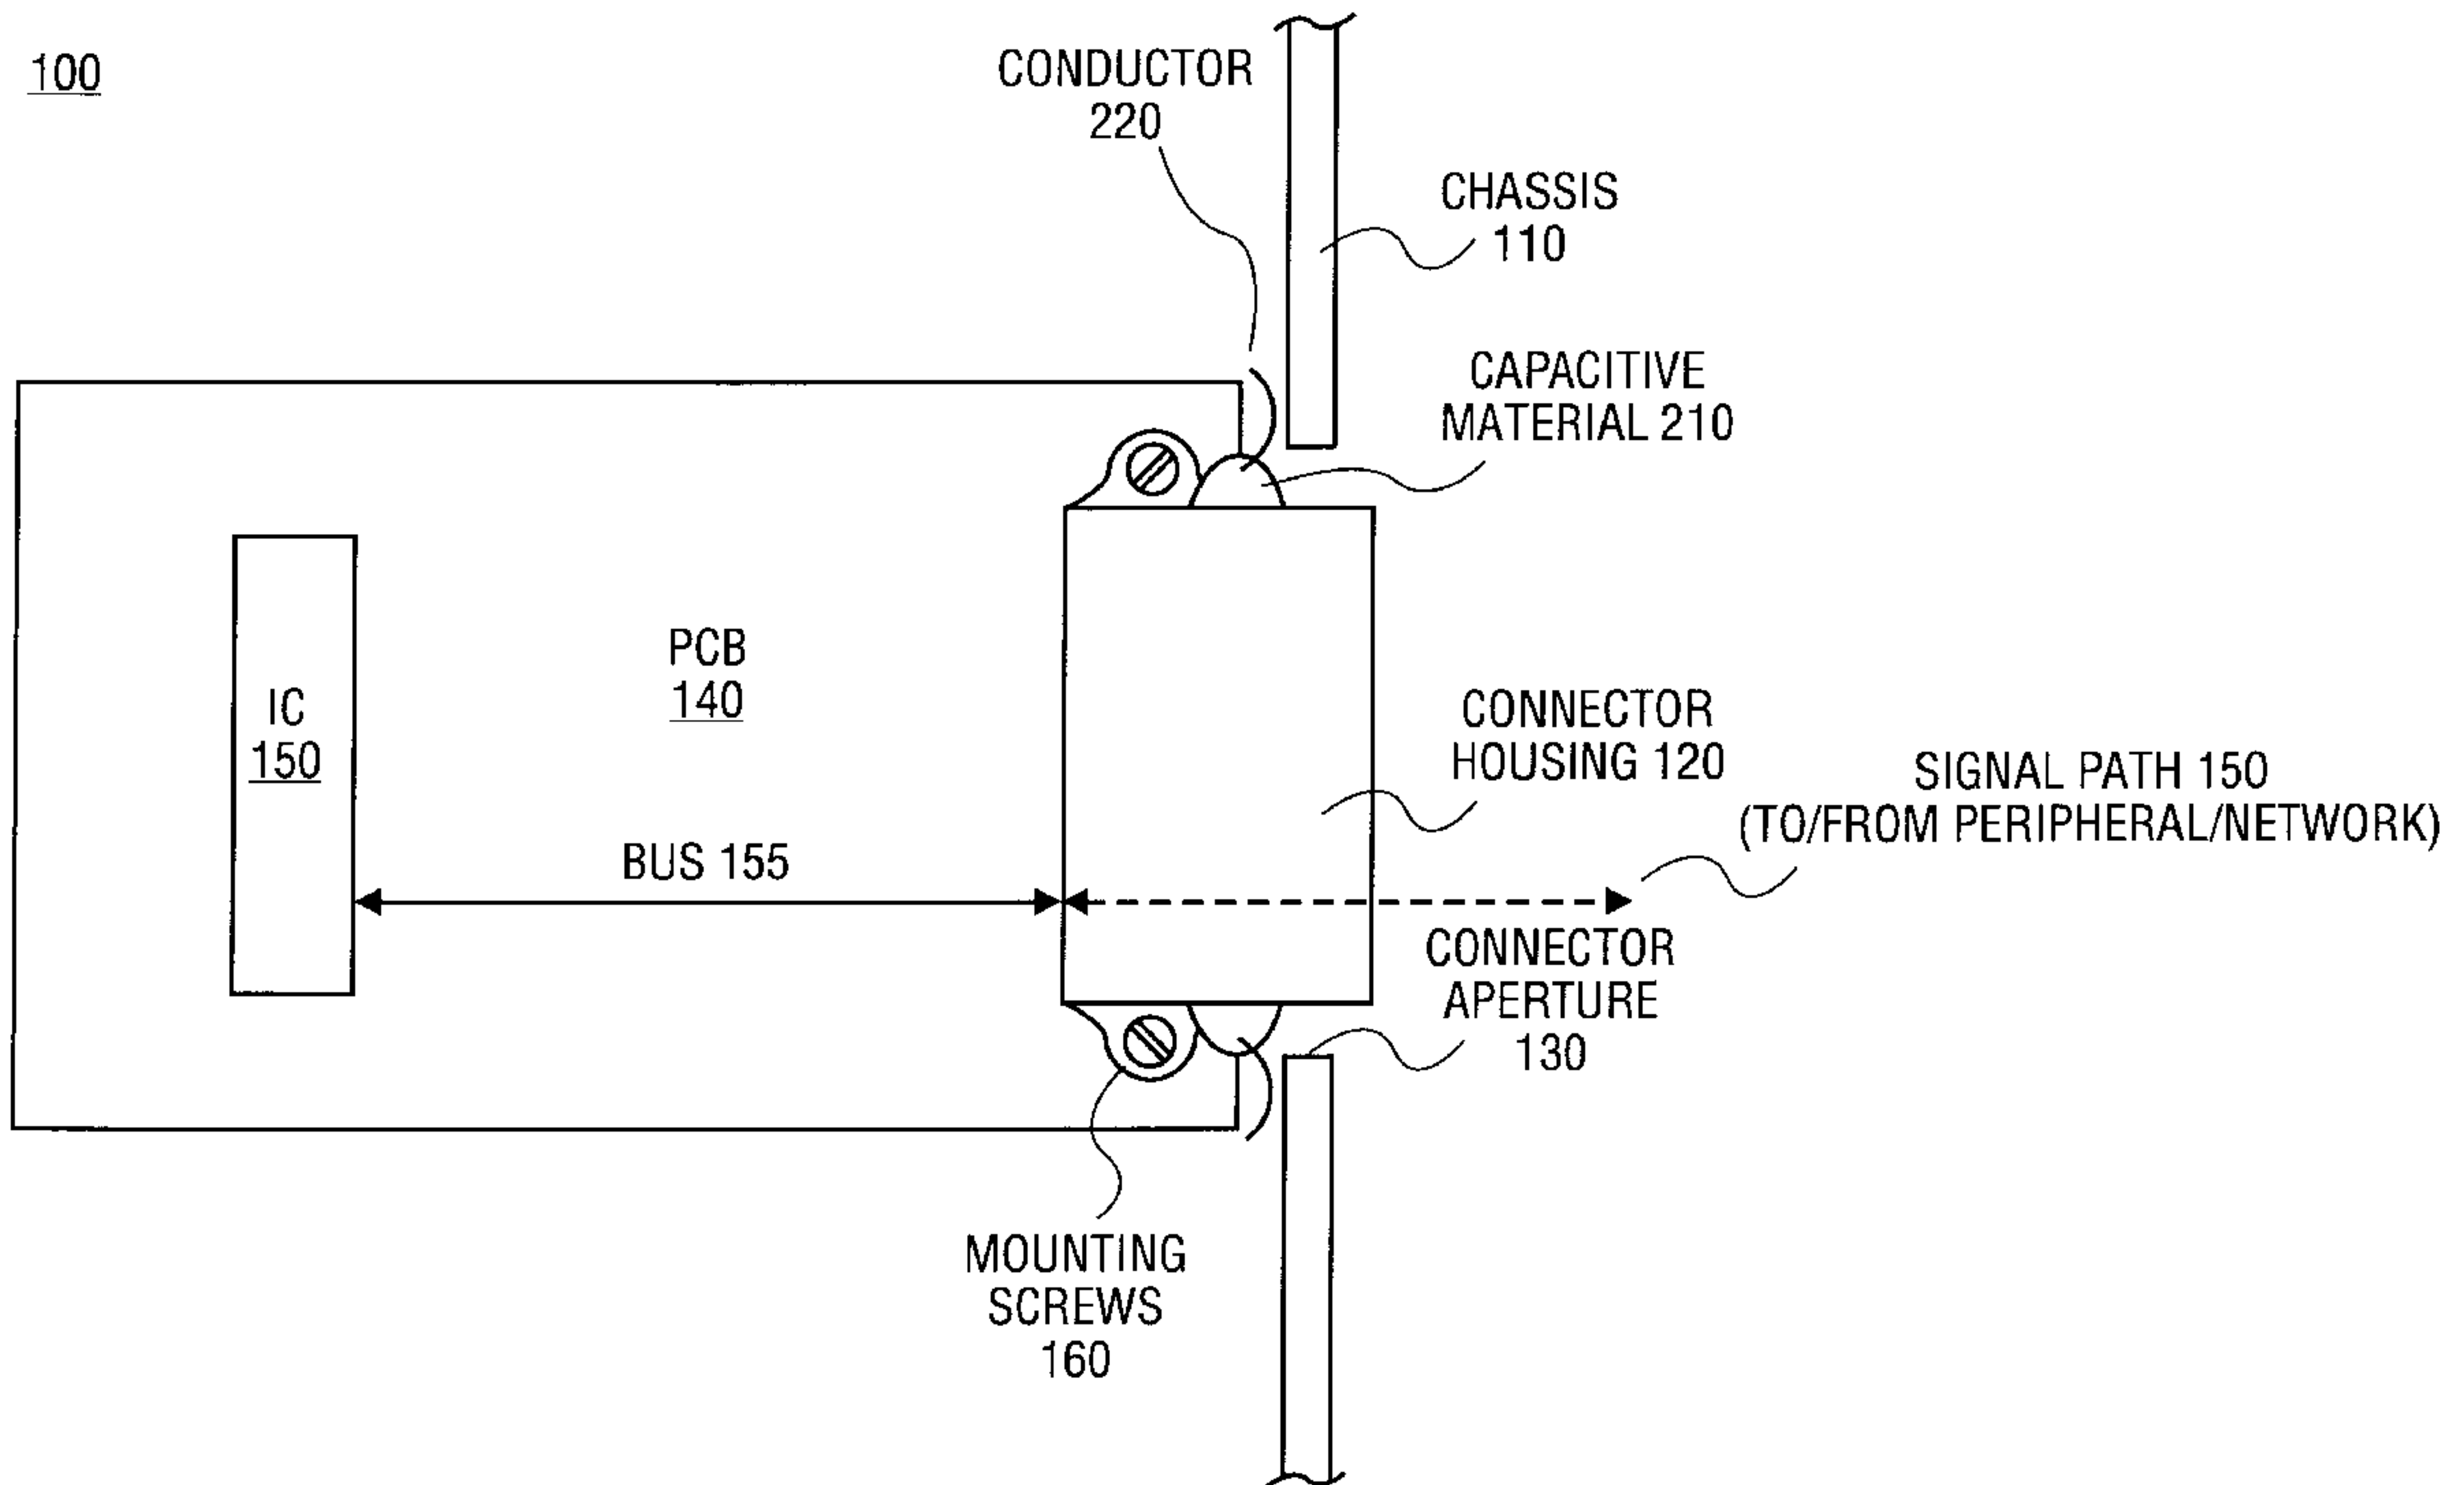 100
CONDUCTOR
220
CHASSIS
110
CAPACITIVE
MATERIAL 210
PCB
140
IC
150
CONNECTOR
HOUSING 120
SIGNAL PATH 150
(TO/FROM PERIPHERAL/NETWORK)
BUS 155
CONNECTOR
APERTURE
130
MOUNTING
SCREWS
160